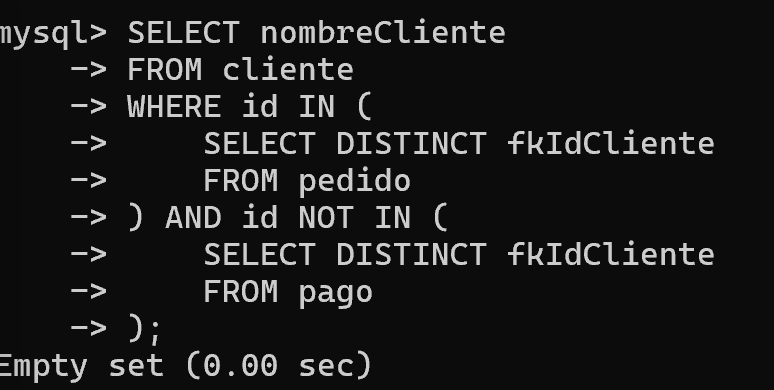 mysql> SELECT nombreCliente
-> FROM cliente
-> WHERE id IN (
-> SELECT DISTINCT fkIdCliente
-> FROM pedido
-> ) AND id NOT IN (
-> SELECT DISTINCT fkIdCliente
-> FROM pago
-> );
Empty set (0.00 sec)